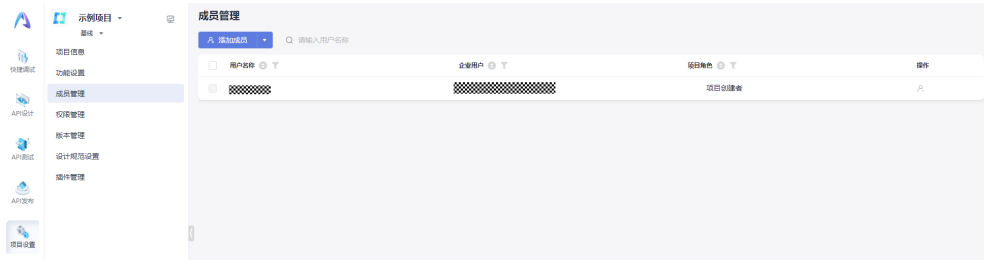 示例项目
基线
快捷调试
API设计
API测试
API发布
项目设置
项目信息
功能设置
成员管理
权限管理
版本管理
设计规范设置
插件管理
成员管理
添加成员
请输入用户名称
用户名称 企业用户 项目角色 操作
项目创建者